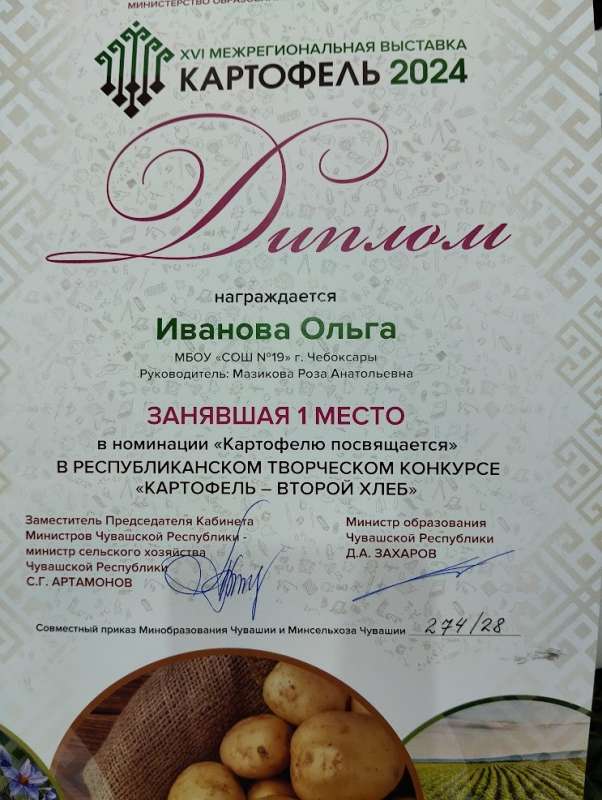 МИНИСТЕРСТВО
XVI МЕЖРЕГИОНАЛЬНАЯ ВЫСТАВКА
КАРТОФЕЛЬ 2024
Диплом
награждается
Иванова Ольга
МБОУ «СОШ №19» г. Чебоксары
Руководитель: Мазикова Роза Анатольевна
ЗАНЯВШАЯ 1 МЕСТО
в номинации «Картофелю посвящается»
В РЕСПУБЛИКАНСКОМ ТВОРЧЕСКОМ КОНКУРСЕ
«КАРТОФЕЛЬ – ВТОРОЙ ХЛЕБ»
Заместитель Председателя Кабинета
Министров Чувашской Республики -
министр сельского хозяйства
Чувашской Республики
С.Г. АРТАМОНОВ
Министр образования
Чувашской Республики
Д.А. ЗАХАРОВ
Совместный приказ Минобразования Чувашии и Минсельхоза Чувашии 274/28